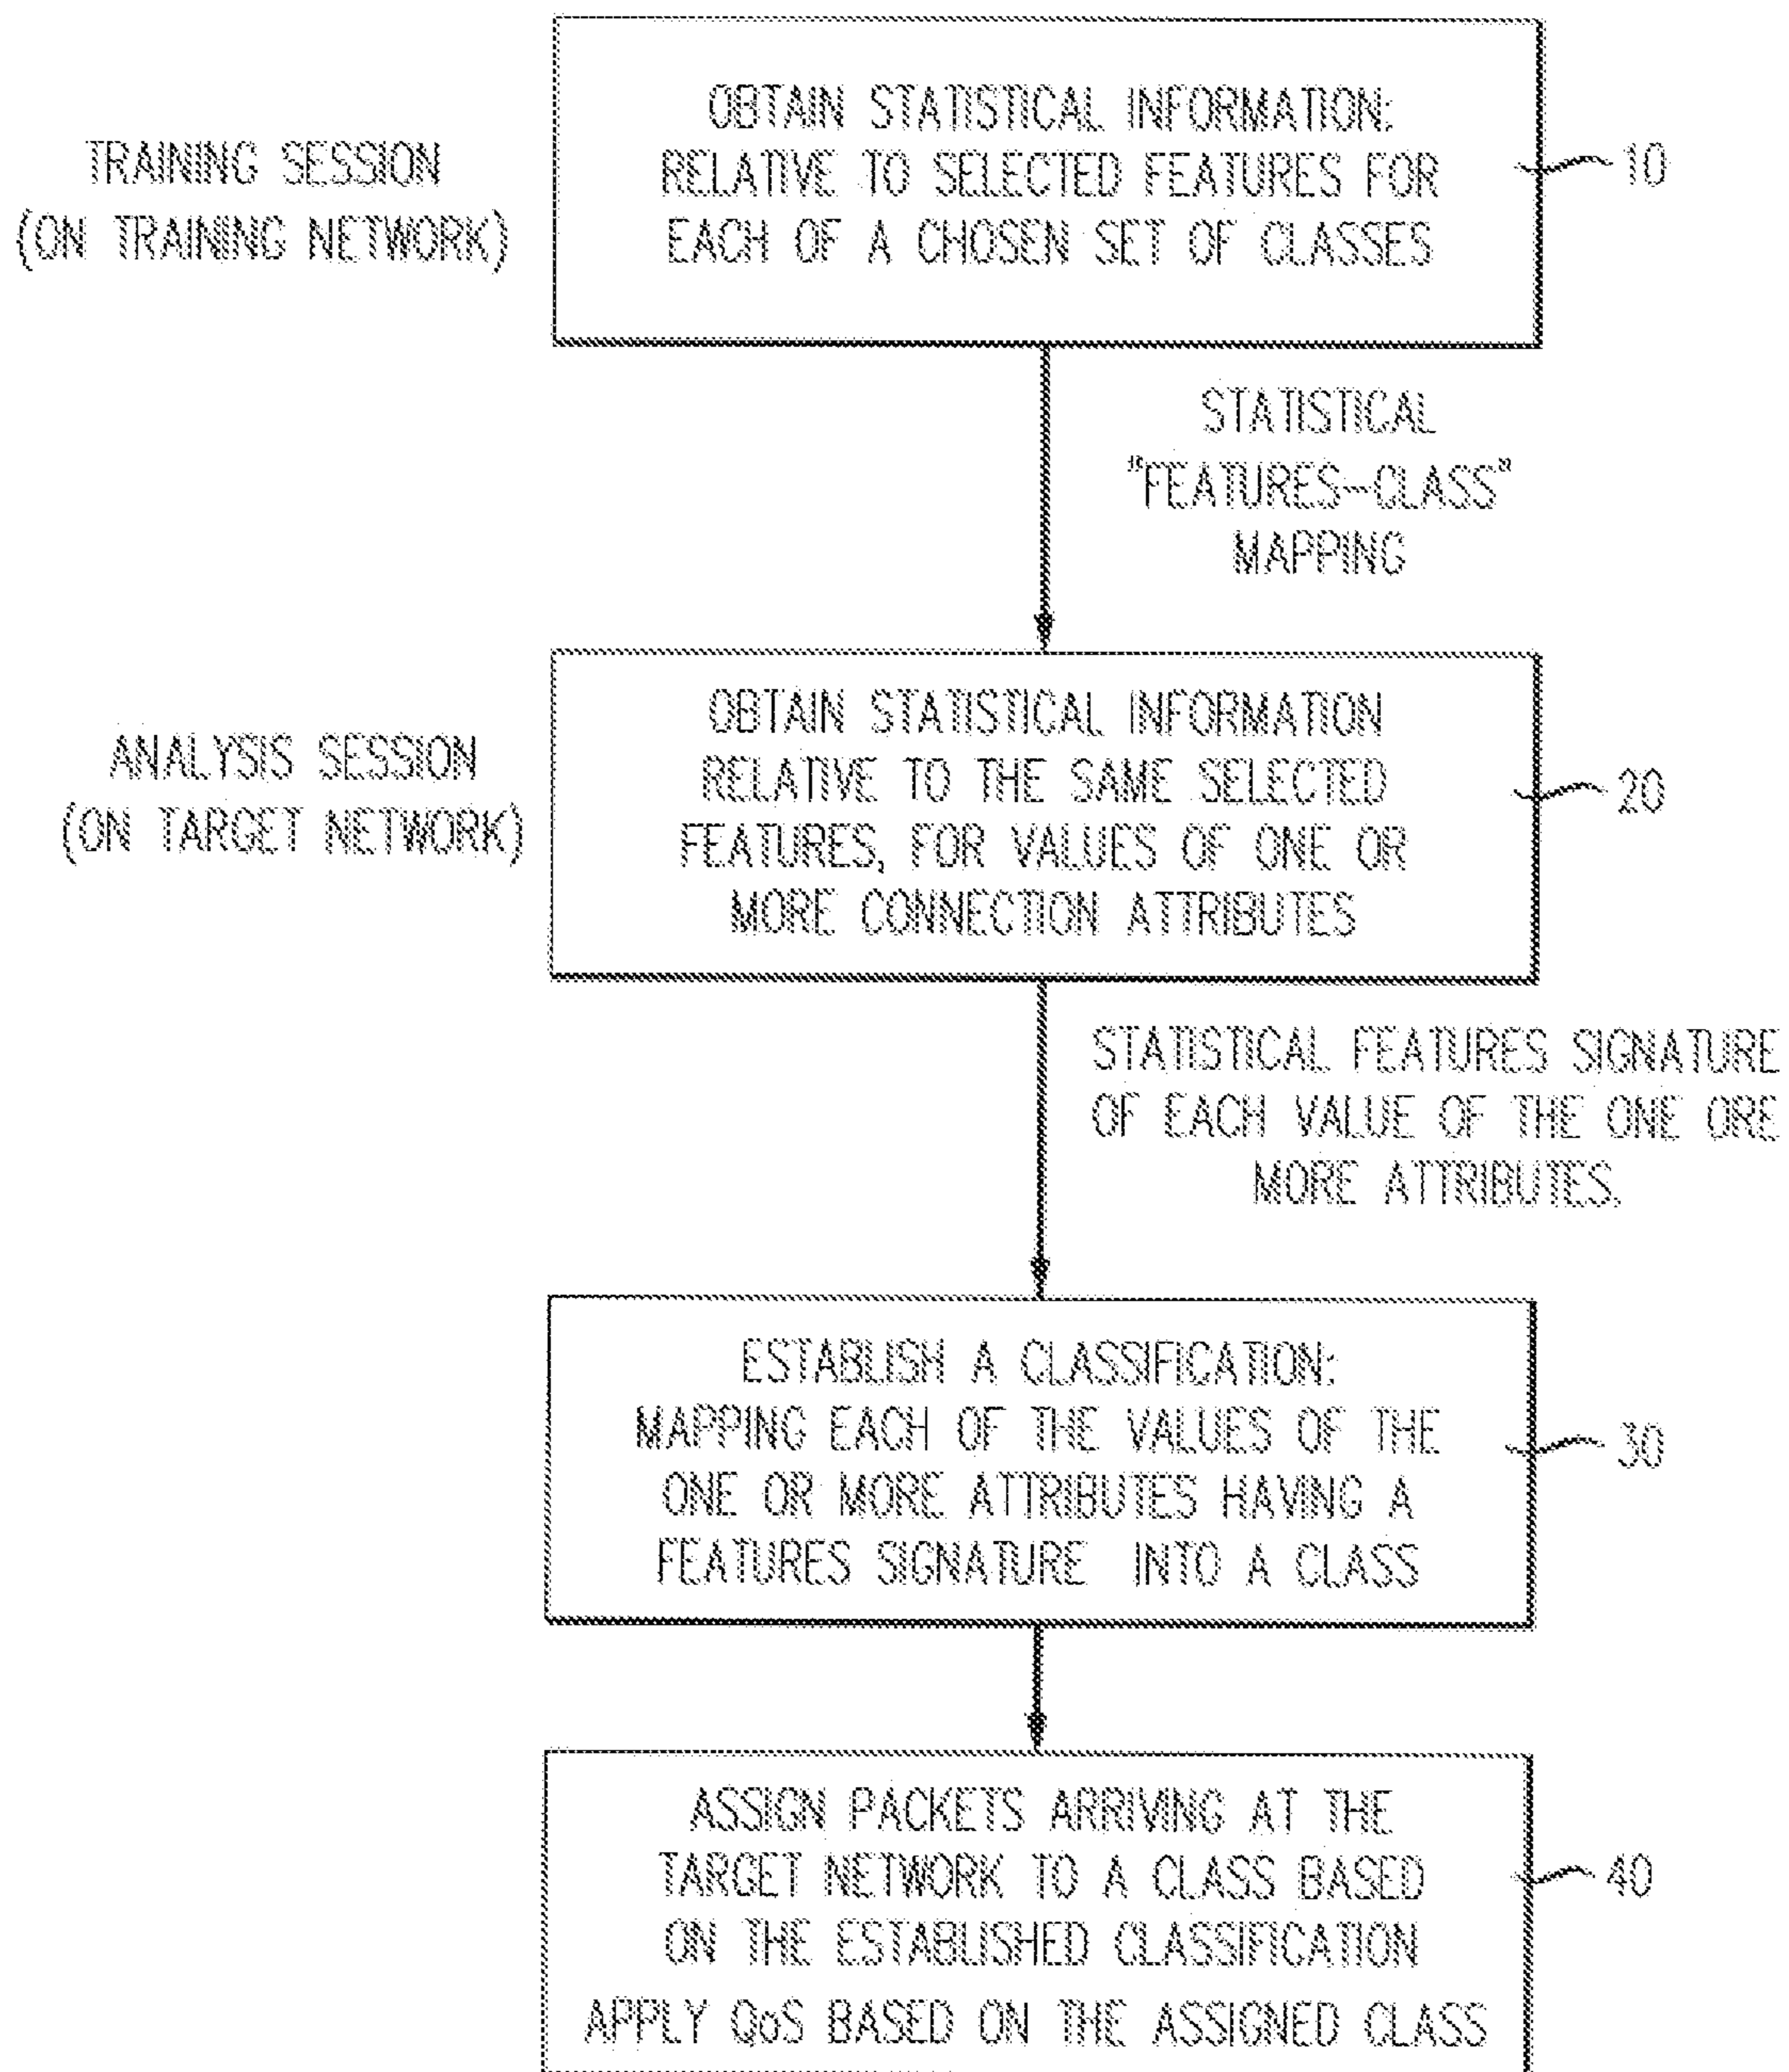 OBTAIN STATISTICAL INFORMATION:
RELATIVE TO SELECTED FEATURES FOR
EACH OF A CHOSEN SET OF CLASSES
10
TRAINING SESSION
(ON TRAINING NETWORK)
STATISTICAL
"FEATURES-CLASS"
MAPPING
OBTAIN STATISTICAL INFORMATION
RELATIVE TO THE SAME SELECTED
FEATURES, FOR VALUES OF ONE OR
MORE CONNECTION ATTRIBUTES
20
ANALYSIS SESSION
(ON TARGET NETWORK)
STATISTICAL FEATURES SIGNATURE
OF EACH VALUE OF THE ONE ORE
MORE ATTRIBUTES.
ESTABLISH A CLASSIFICATION:
MAPPING EACH OF THE VALUES OF THE
ONE OR MORE ATTRIBUTES HAVING A
FEATURES SIGNATURE INTO A CLASS
30
ASSIGN PACKETS ARRIVING AT THE
TARGET NETWORK TO A CLASS BASED
ON THE ESTABLISHED CLASSIFICATION
APPLY QoS BASED ON THE ASSIGNED CLASS
40